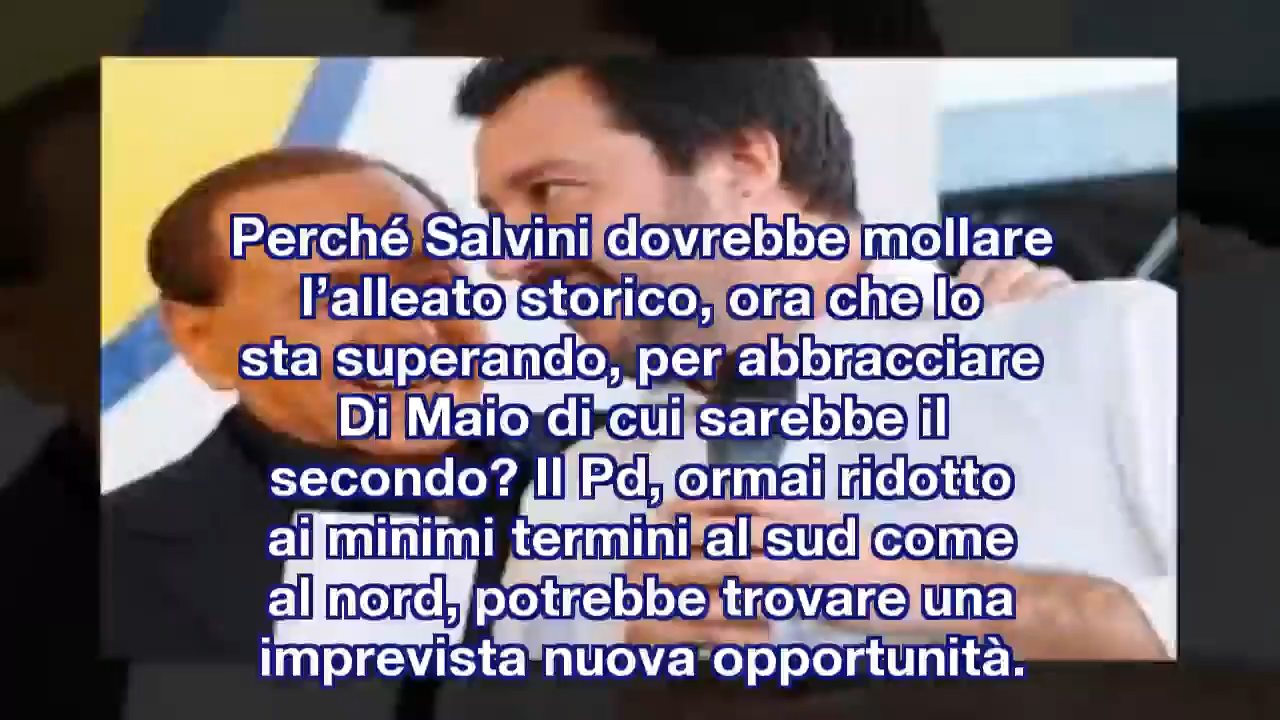 Perché Salvini dovrebbe mollare
l’alleato storico, ora che lo
sta superando, per abbracciare
Di Maio di cui sarebbe il
secondo? Il Pd, ormai ridotto
ai minimi termini al sud come
al nord, potrebbe trovare una
imprevista nuova opportunità.